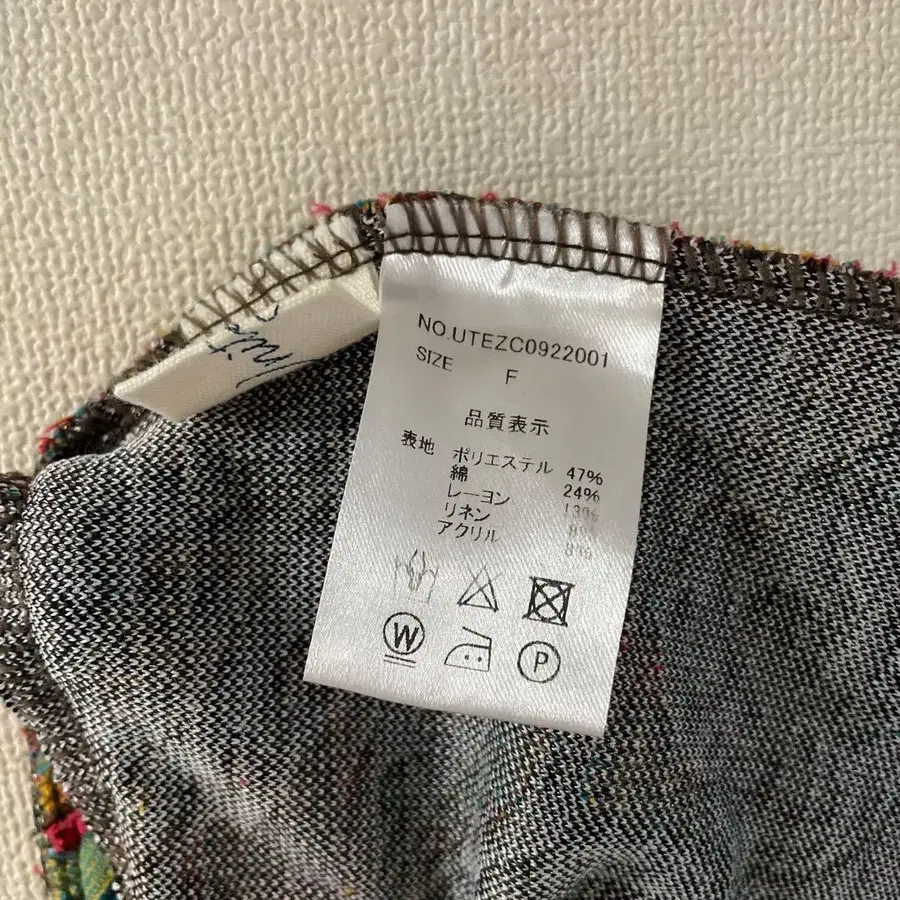 NO.UTEZC0922001
SIZE F
品質表示
表地 ポリエステル 47%
綿 24%
レーヨン 13%
リネン 8%
アクリル 8%
W
P